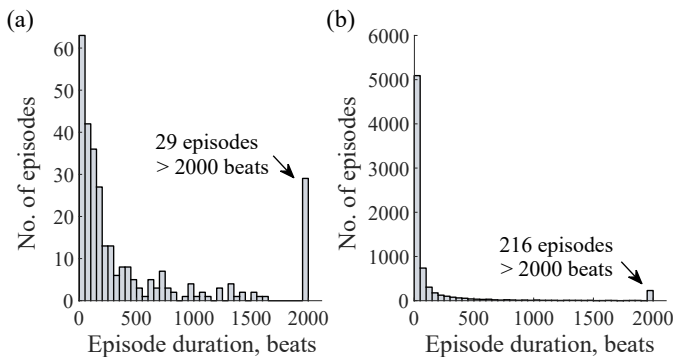 (a)
No. of episodes
60
50
40
30
20
10
0
29 episodes
> 2000 beats
0 500 1000 1500 2000
Episode duration, beats
(b)
No. of episodes
6000
5000
4000
3000
2000
1000
0
216 episodes
> 2000 beats
0 500 1000 1500 2000
Episode duration, beats